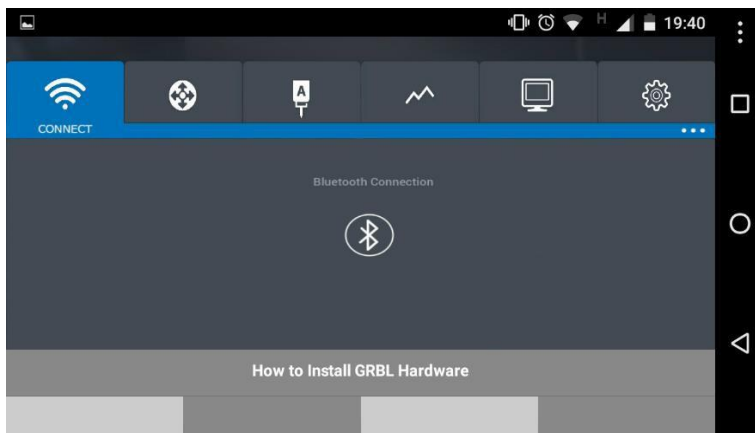 H 19:40
A
CONNECT
Bluetooth Connection
How to Install GRBL Hardware